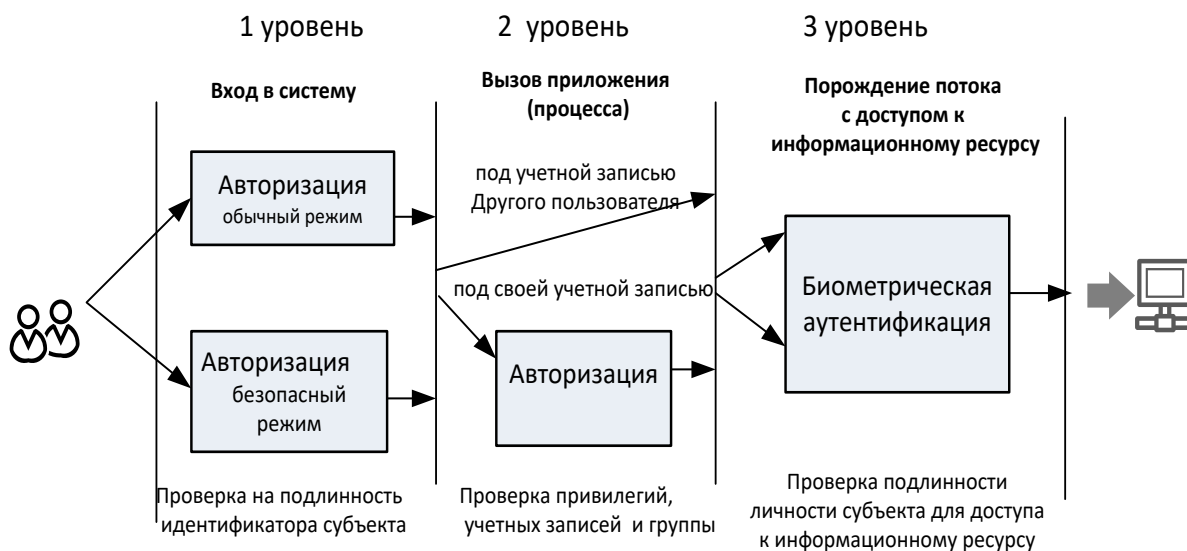 1 уровень
2 уровень
3 уровень
Вход в систему
Вызов приложения
(процесса)
Порождение потока
с доступом к
информационному ресурсу
Авторизация
обычный режим
под учетной записью
Другого пользователя
под своей учетной записью
Авторизация
безопасный
режим
Авторизация
Биометрическая
аутентификация
Проверка на подлинность
идентификатора субъекта
Проверка привилегий,
учетных записей и группы
Проверка подлинности
личности субъекта для доступа
к информационному ресурсу